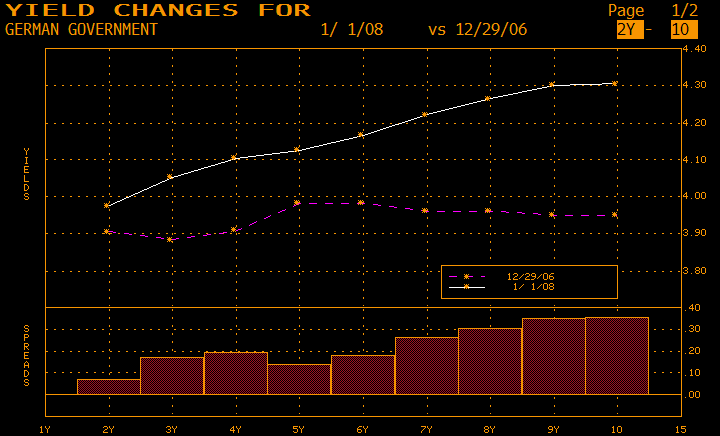 YIELD CHANGES FOR Page 1/2
GERMAN GOVERNMENT 1/ 1/08 vs 12/29/06 2Y - 10
4.40
4.30
4.20
4.10
4.00
3.90
3.80
YIELDS
12/29/06
1/ 1/08
.40
.30
.20
.10
.00
SPREADS
1Y 2Y 3Y 4Y 5Y 6Y 7Y 8Y 9Y 10 15